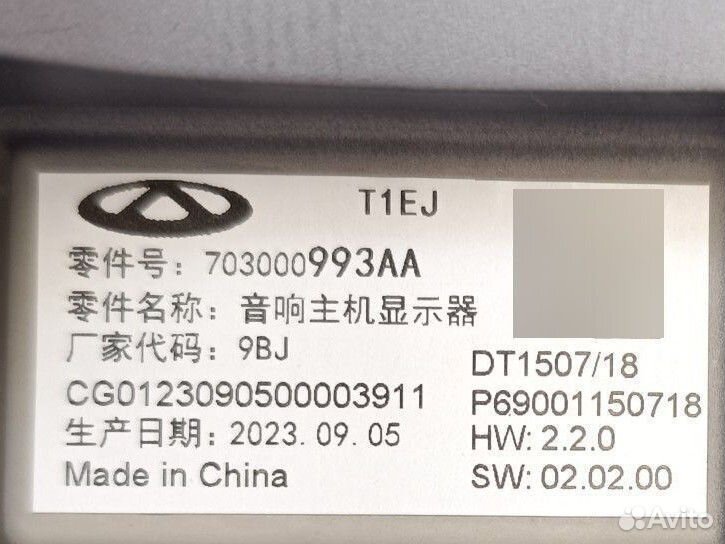 T1EJ
零件号: 703000993AA
零件名称: 音响主机显示器
厂家代码: 9BJ
DT1507/18
CG0123090500003911
P69001150718
生产日期: 2023.09.05
HW: 2.2.0
Made in China
SW: 02.02.00
Avito